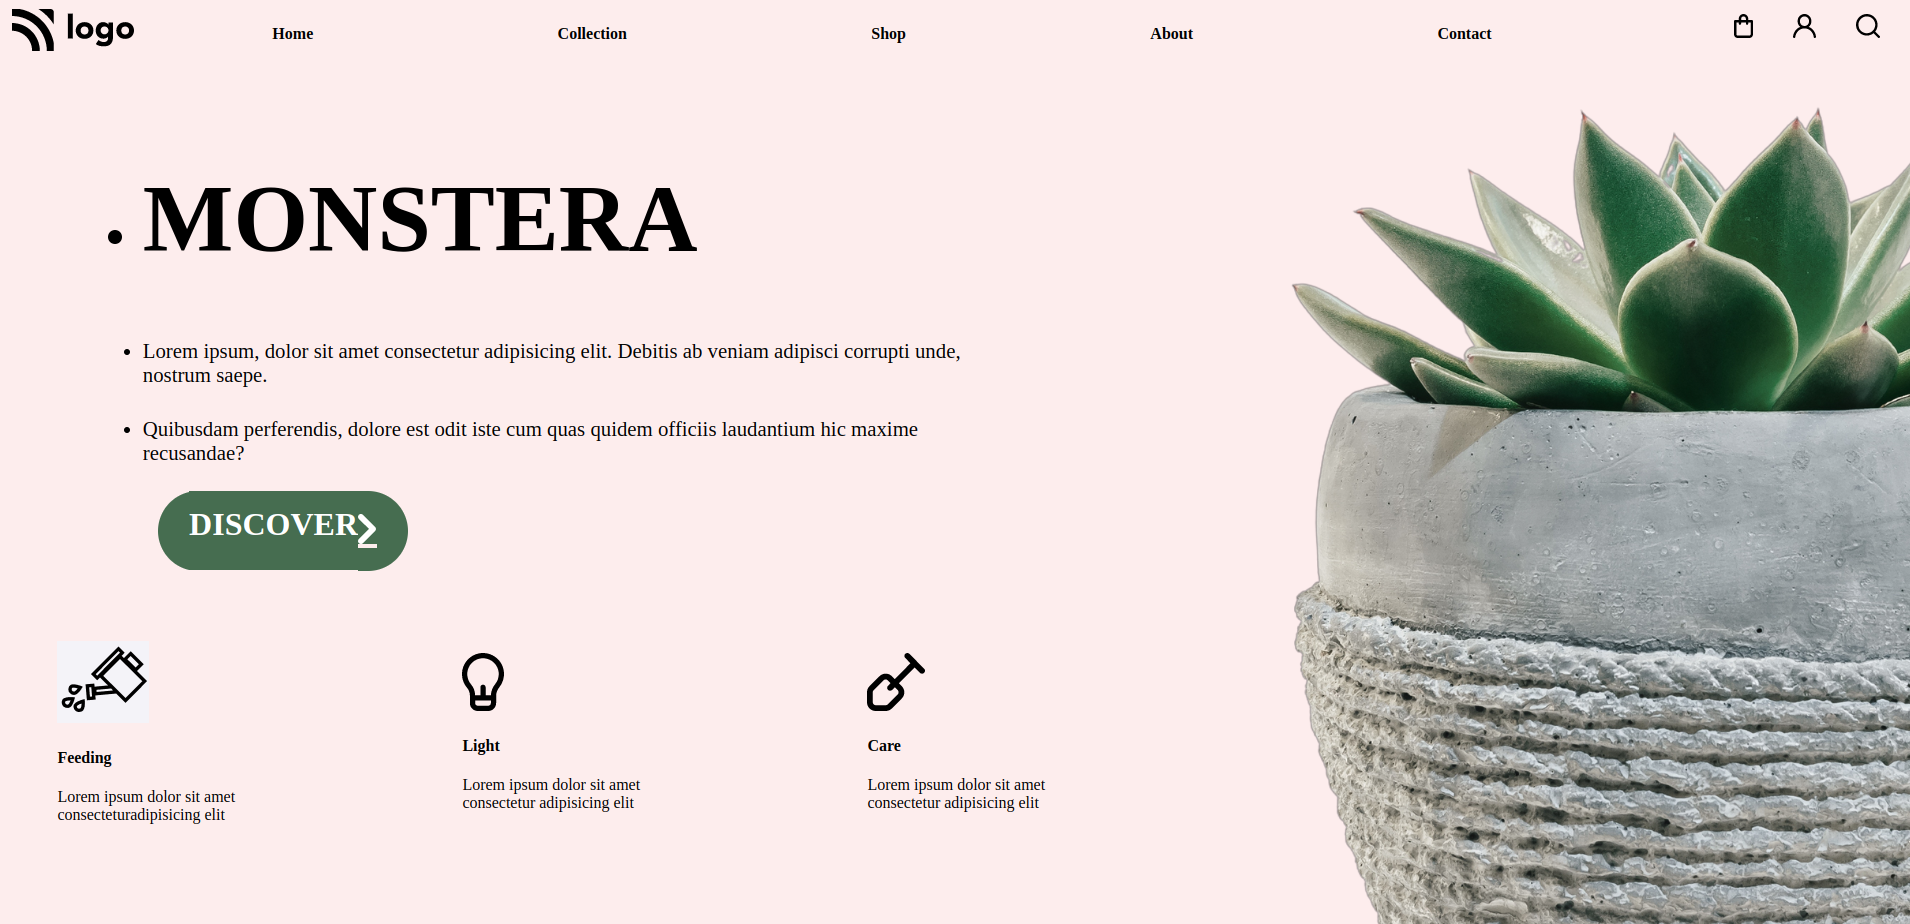 logo
Home
Collection
Shop
About
Contact
• MONSTERA
• Lorem ipsum, dolor sit amet consectetur adipisicing elit. Debitis ab veniam adipisci corrupti unde,
nostrum saepe.
• Quibusdam perferendis, dolore est odit iste cum quas quidem officiis laudantium hic maxime
recusandae?
DISCOVER
Feeding
Lorem ipsum dolor sit amet
consecteturadipisicing elit
Light
Lorem ipsum dolor sit amet
consectetur adipisicing elit
Care
Lorem ipsum dolor sit amet
consectetur adipisicing elit